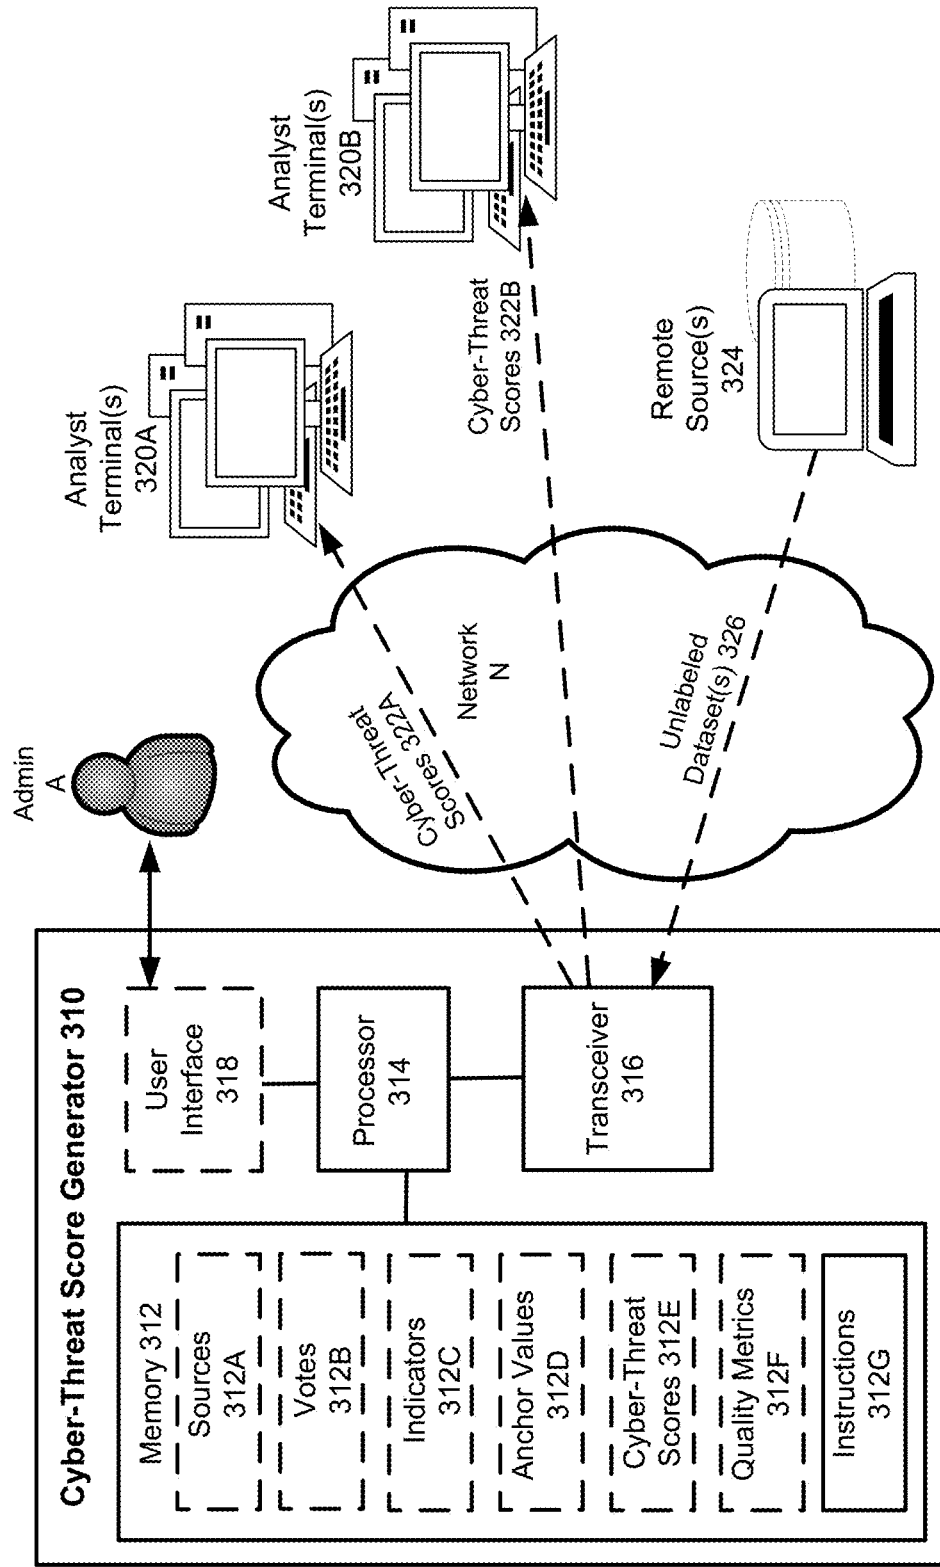 Cyber-Threat Score Generator 310
Memory 312
Sources
312A
Votes
312B
Indicators
312C
Anchor Values
312D
Cyber-Threat
Scores 312E
Quality Metrics
312F
Instructions
312G
User
Interface
318
Processor
314
Transceiver
316
Admin
A
Network
N
Cyber-Threat
Scores 322A
Cyber-Threat
Scores 322B
Unlabeled
Dataset(s) 326
Analyst
Terminal(s)
320A
Analyst
Terminal(s)
320B
Remote
Source(s)
324